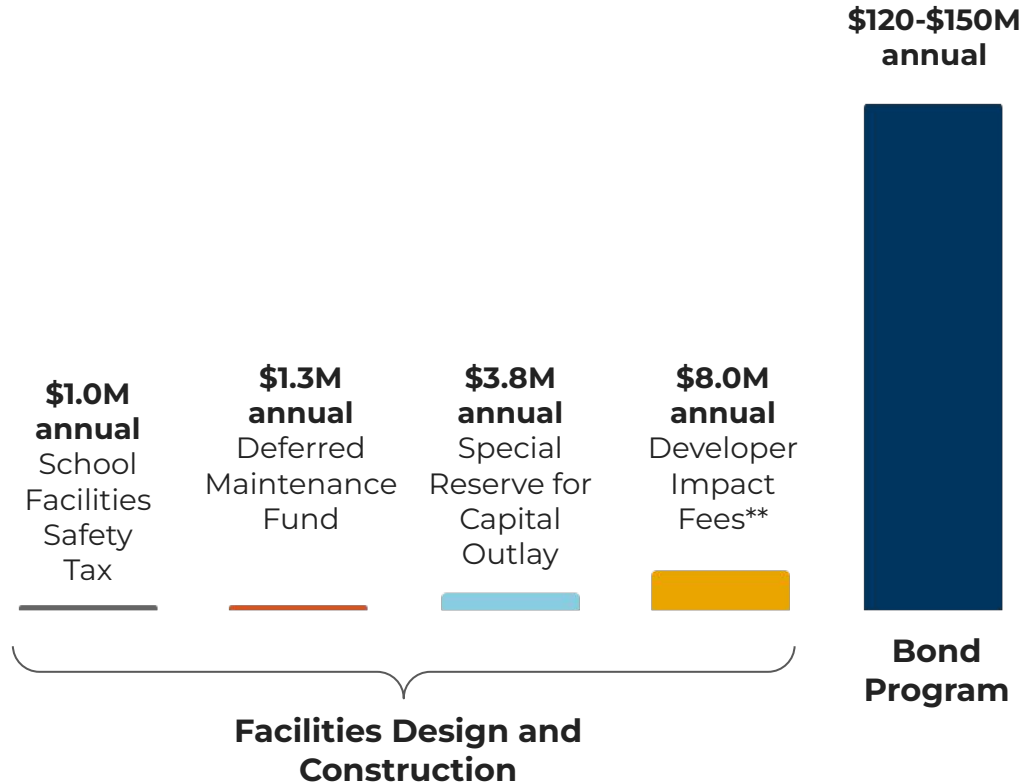 $120-$150M
annual
$1.0M
annual
School
Facilities
Safety
Tax
$1.3M
annual
Deferred
Maintenance
Fund
$3.8M
annual
Special
Reserve for
Capital
Outlay
$8.0M
annual
Developer
Impact
Fees**
Bond
Program
Facilities Design and
Construction